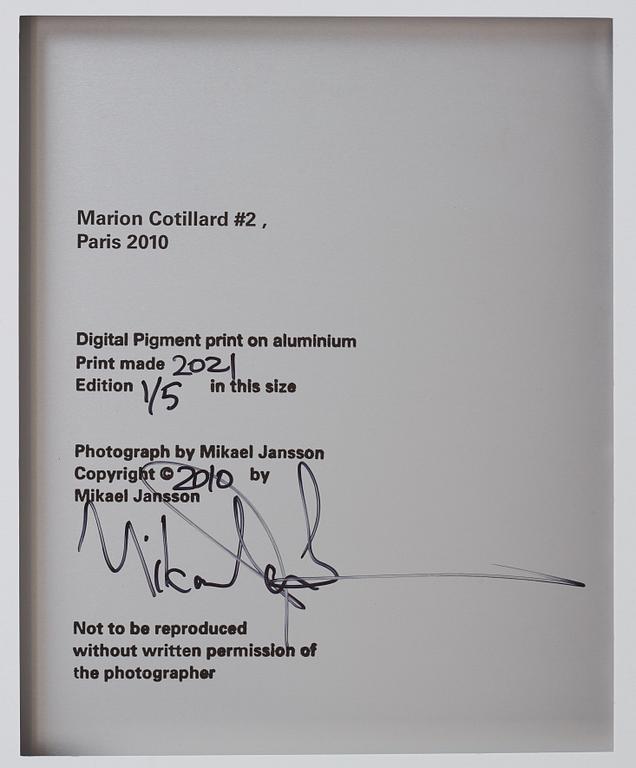 Marion Cotillard #2 ,
Paris 2010
Digital Pigment print on aluminium
Print made 2021
Edition 1/5 in this size
Photograph by Mikael Jansson
Copyright © 2010 by
Mikael Jansson
Mikael Jansson
Not to be reproduced
without written permission of
the photographer